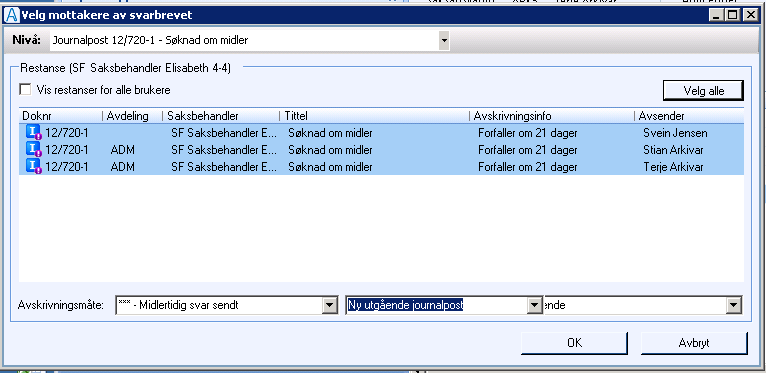 Velg mottakere av svarbrevet
Nivå: Journalpost 12/720-1 - Søknad om midler
Restanse (SF Saksbehandler Elisabeth 4-4)
Vis restanser for alle brukere
Velg alle
Doknr Avdeling Saksbehandler Tittel Avskrivningsinfo Avsender
12/720-1 SF Saksbehandler E... Søknad om midler Forfaller om 21 dager Svein Jensen
12/720-1 ADM SF Saksbehandler E... Søknad om midler Forfaller om 21 dager Stian Arkivar
12/720-1 ADM SF Saksbehandler E... Søknad om midler Forfaller om 21 dager Terje Arkivar
Avskrivningsmåte: *** - Midlertidig svar sendt Ny utgående journalpost ende
OK Avbryt